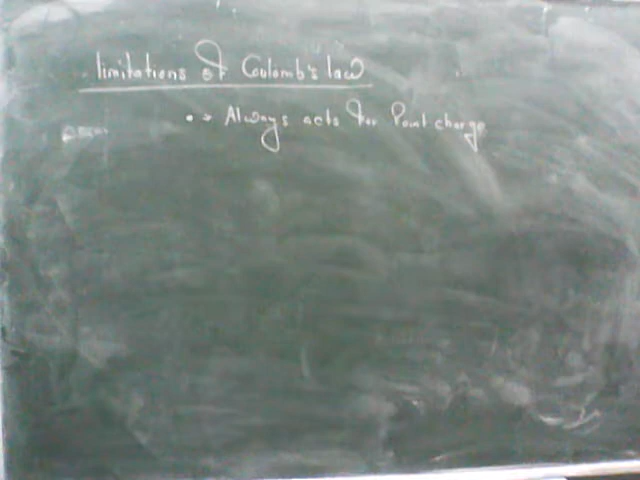 limitations of Coulomb's law
• → Always acts for Point charge